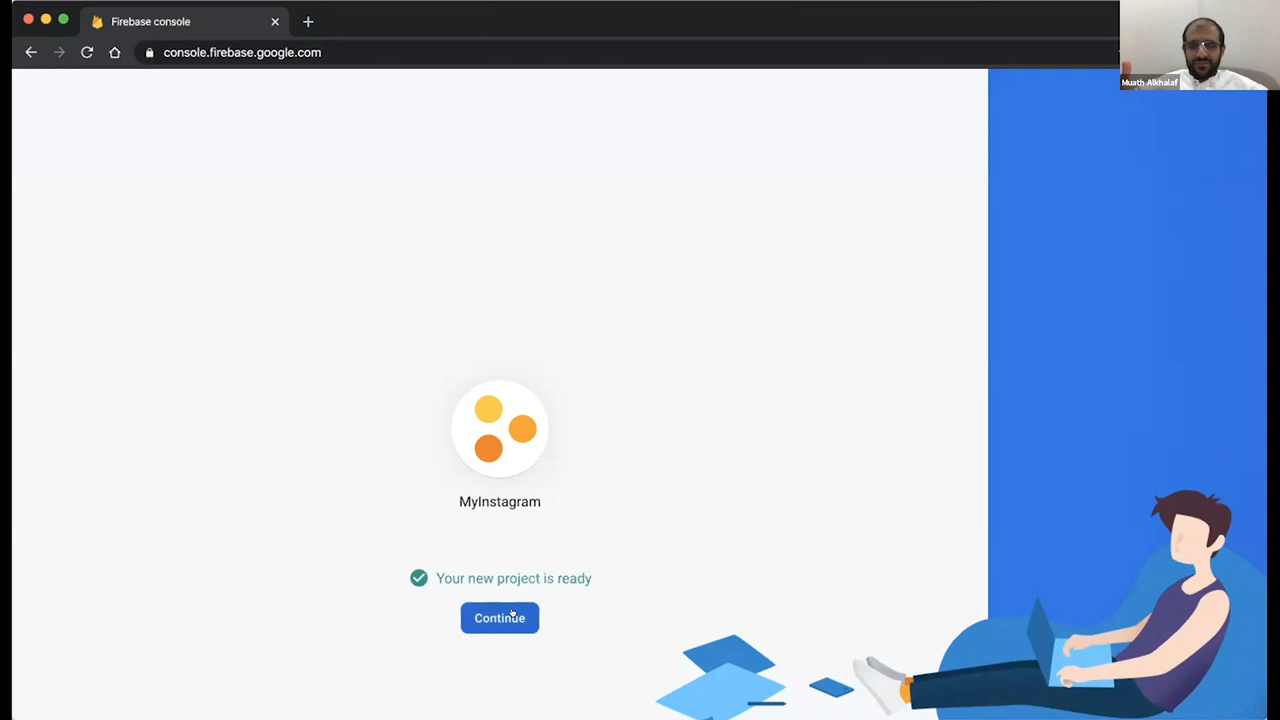 Firebase console
console.firebase.google.com
Muath Alkhalaf
MyInstagram
Your new project is ready
Continue